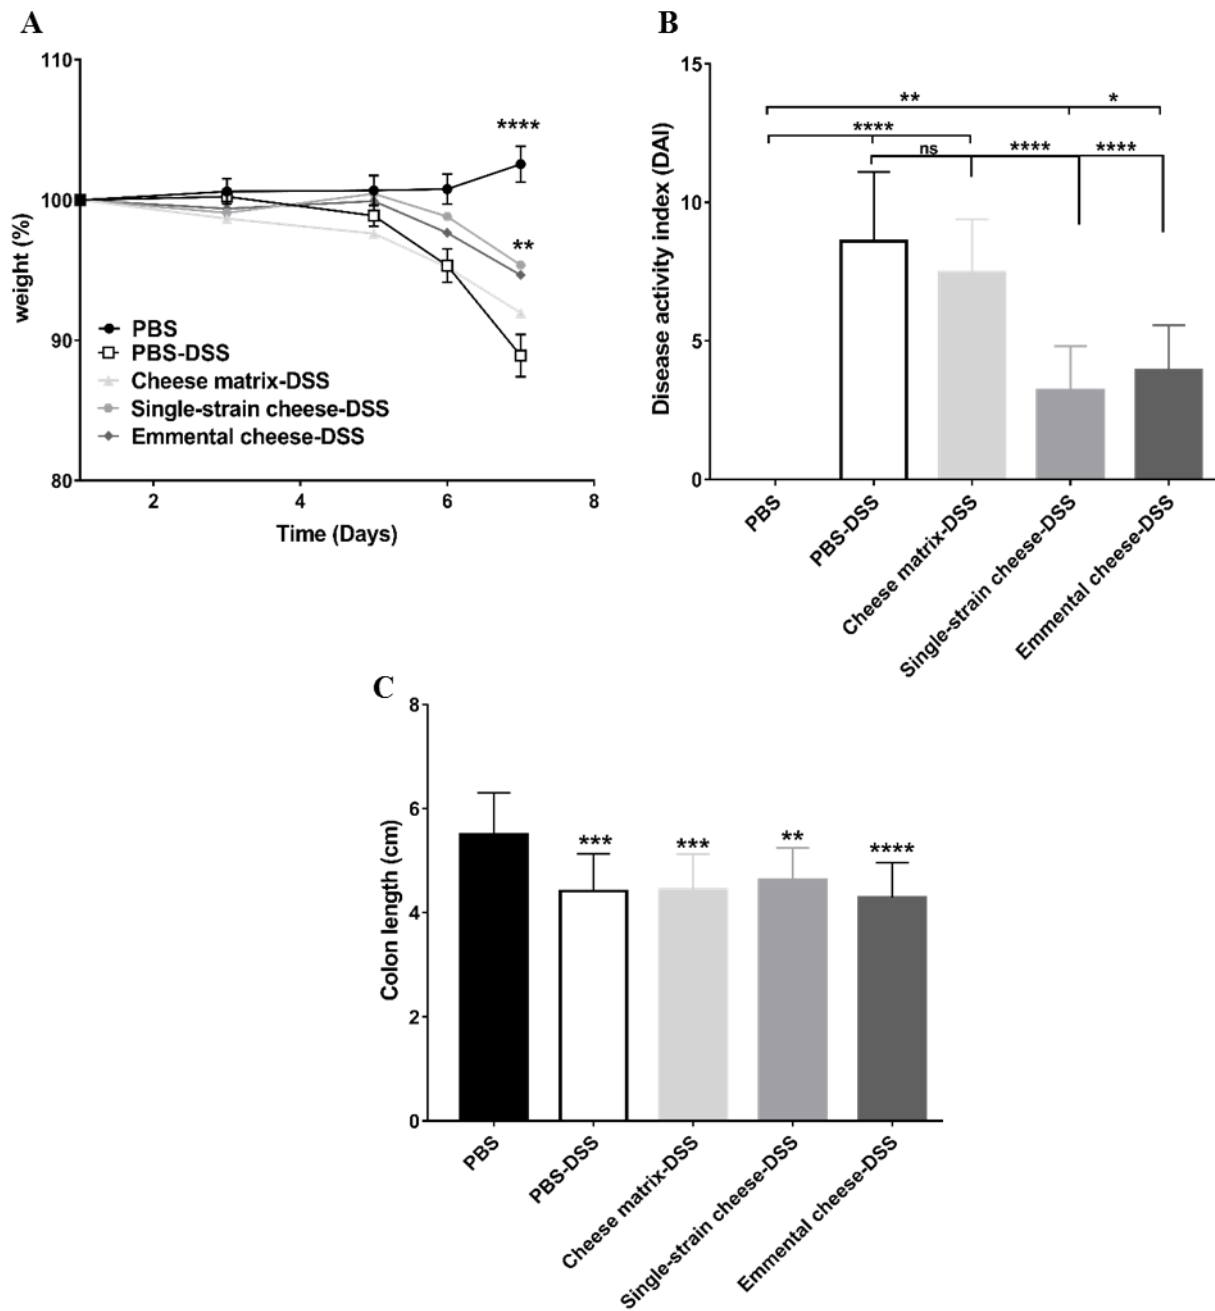 A
110
100
90
80
weight (%)
****
**
PBS
PBS-DSS
Cheese matrix-DSS
Single-strain cheese-DSS
Emmental cheese-DSS
2 4 6 8
Time (Days)
B
15
10
5
0
Disease activity index (DAI)
** *
****
ns **** ****
PBS
PBS-DSS
Cheese matrix-DSS
Single-strain cheese-DSS
Emmental cheese-DSS
C
8
6
4
2
0
Colon length (cm)
*** *** ** ****
PBS
PBS-DSS
Cheese matrix-DSS
Single-strain cheese-DSS
Emmental cheese-DSS